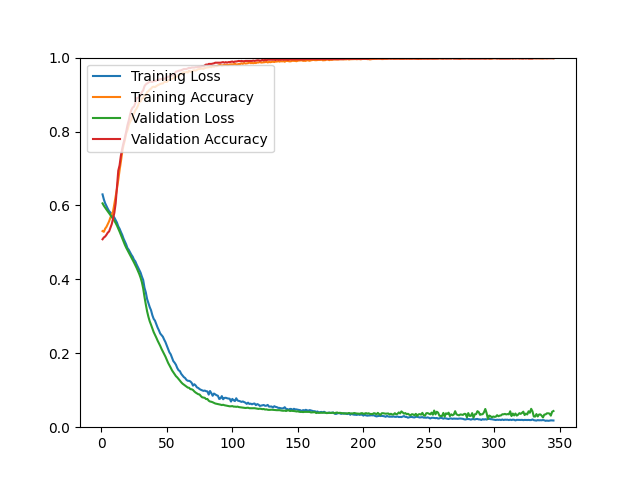 1.0
0.8
0.6
0.4
0.2
0.0
Training Loss
Training Accuracy
Validation Loss
Validation Accuracy
0 50 100 150 200 250 300 350